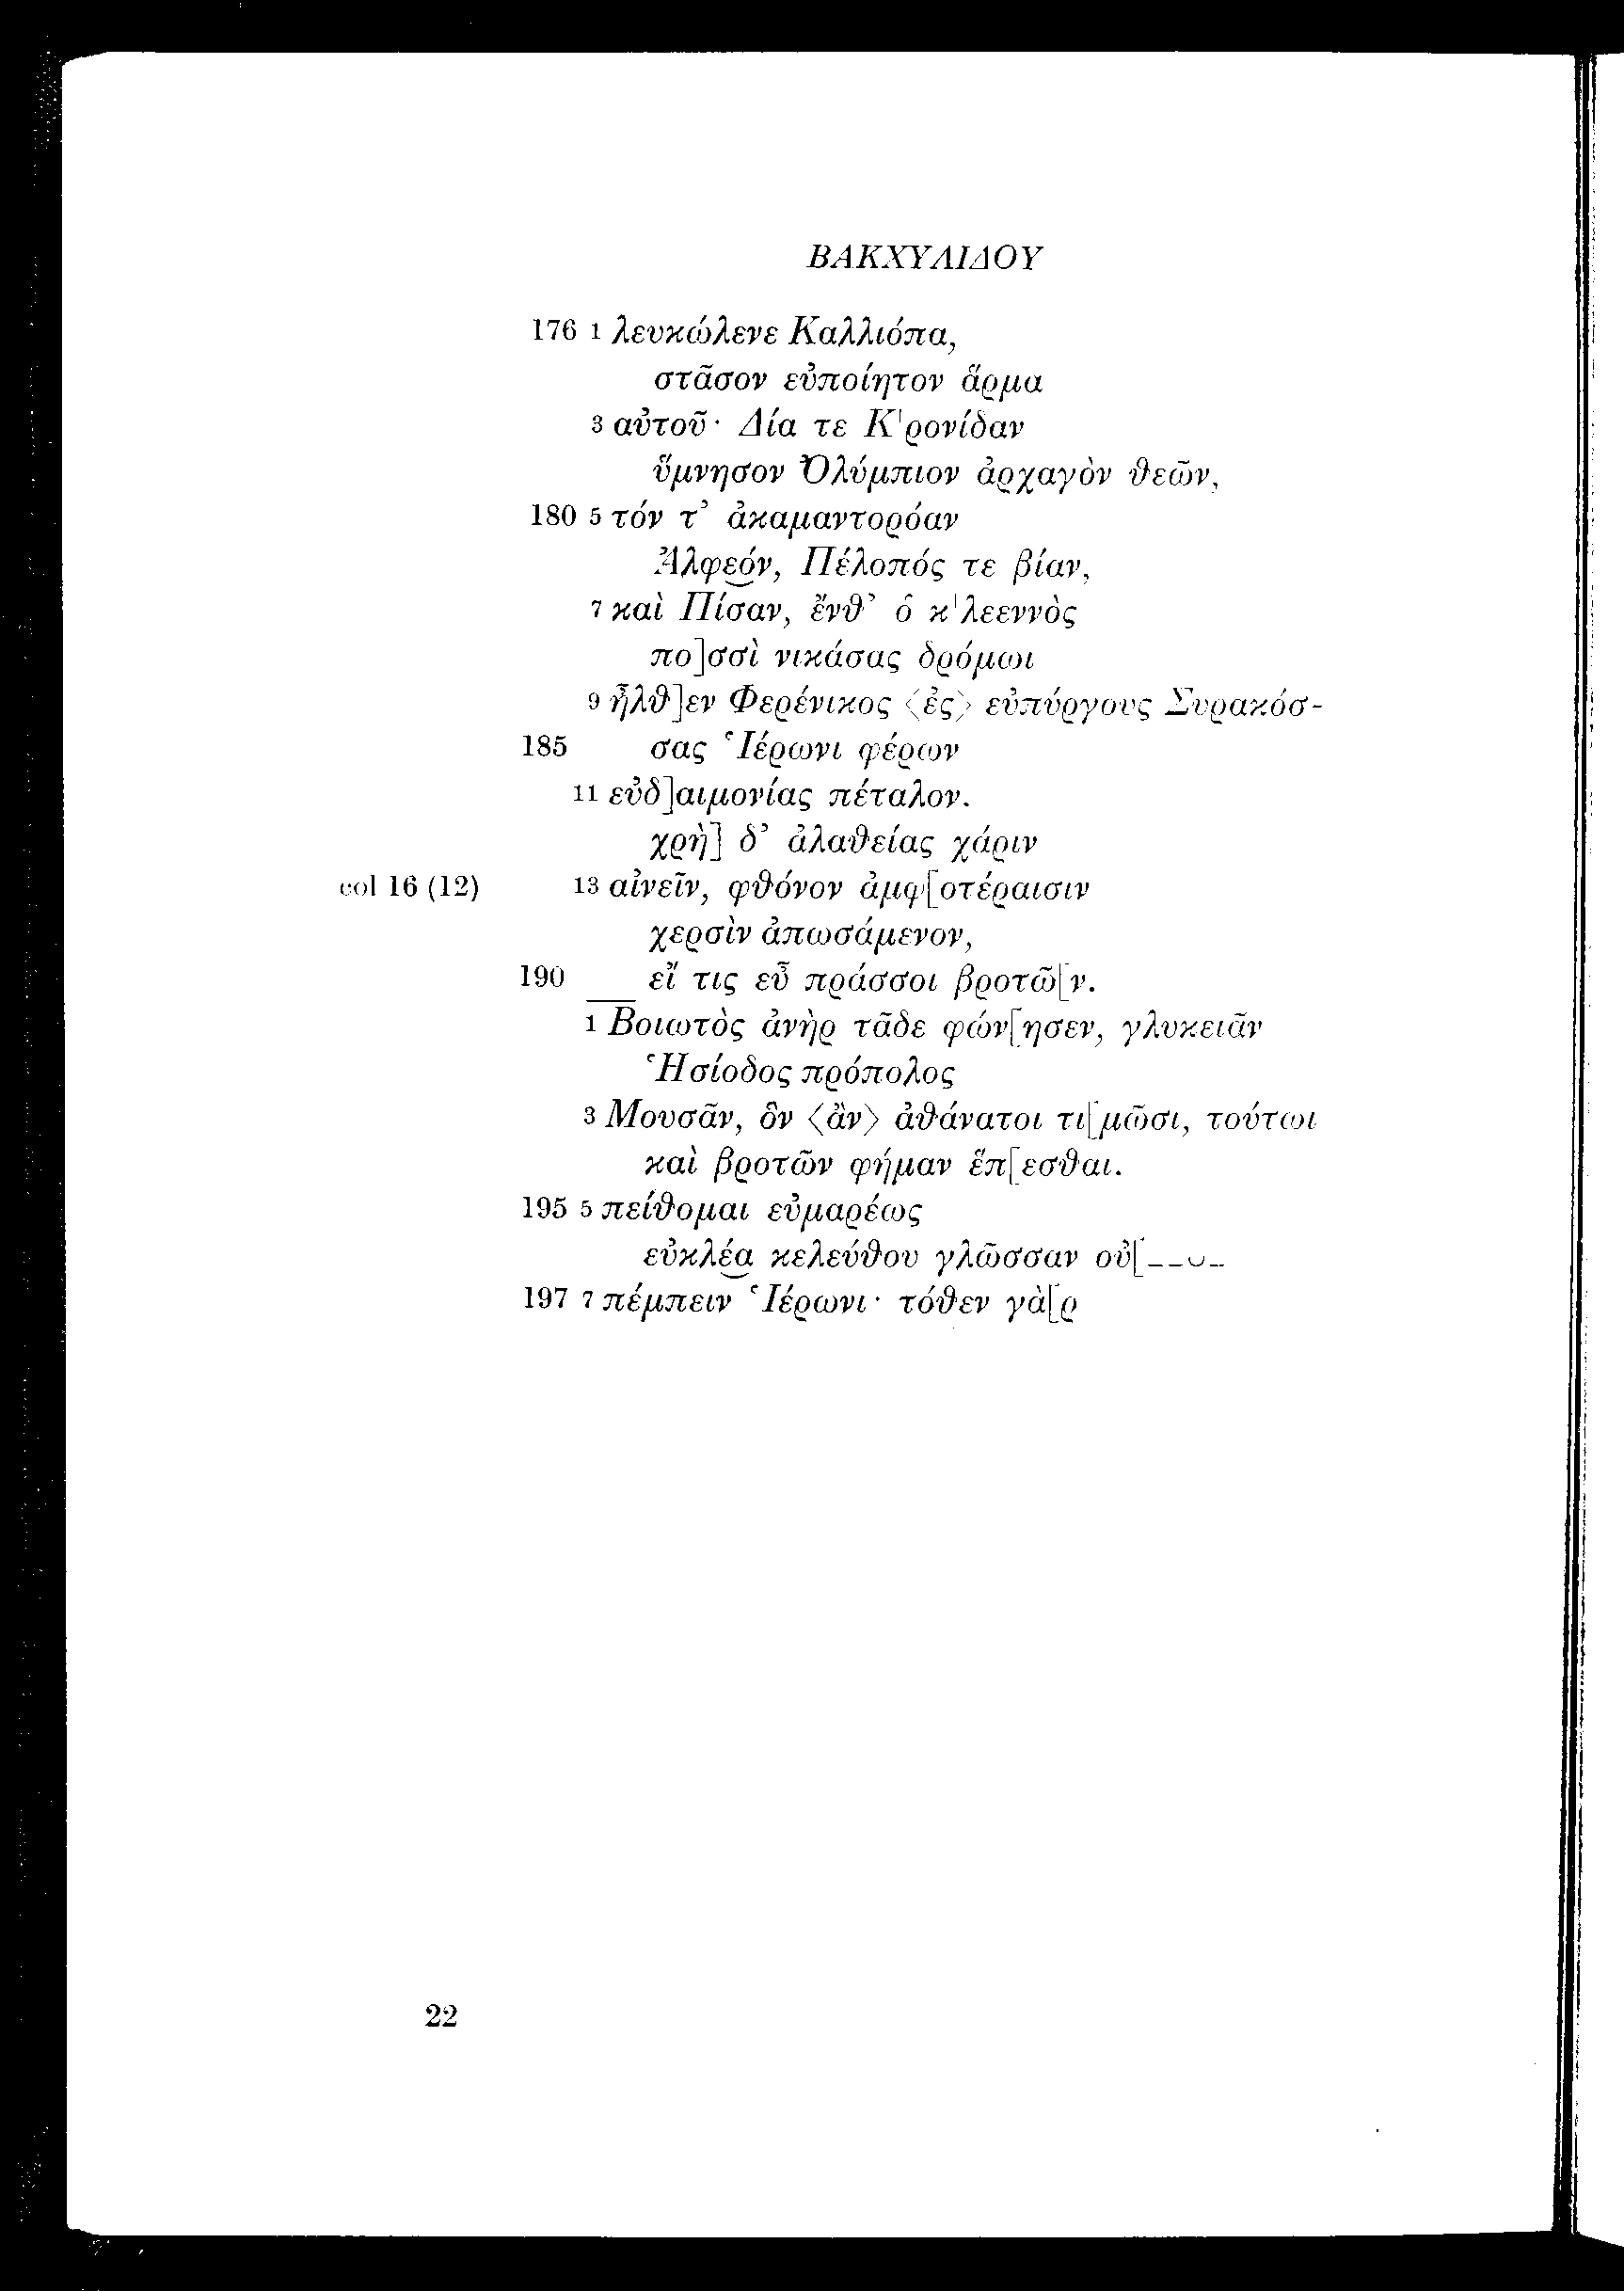 ΒΑΚΧΥΛΙΔΟΥ
176 1 λευκώλενε Καλλιόπα,
στᾶσον εὐποίητον ἅρμα
3 αὐτοῦ· Δία τε Κ'ρονίδαν
ὕμνησον Ὀλύμπιον ἀρχαγὸν θεῶν,
180 5 τόν τ' ἀκαμαντορόαν
Ἀλφεόν, Πέλοπός τε βίαν,
7 καὶ Πίσαν, ἔνθ' ὁ κ'λεεννὸς
πο]σσὶ νικάσας δρόμωι
9 ἦλθ]εν Φερένικος ⟨ἐς⟩ εὐπύργους Συρακόσ-
185 σας Ἱέρωνι φέρων
11 εὐδ]αιμονίας πέταλον.
χρὴ] δ' ἀλαθείας χάριν
col 16 (12) 13 αἰνεῖν, φθόνον ἀμφ[οτέραισιν
χερσὶν ἀπωσάμενον,
190 εἴ τις εὖ πράσσοι βροτῶ[ν.
1 Βοιωτὸς ἀνὴρ τᾶδε φών[ησεν, γλυκειᾶν
Ἡσίοδος πρόπολος
3 Μουσᾶν, ὃν ⟨ἂν⟩ ἀθάνατοι τι[μῶσι, τούτωι
καὶ βροτῶν φήμαν ἕπ[εσθαι.
195 5 πείθομαι εὐμαρέως
εὐκλέα κελεύθου γλῶσσαν οὐ[‒‒⏑‒
197 7 πέμπειν Ἱέρωνι· τόθεν γὰ[ρ
22